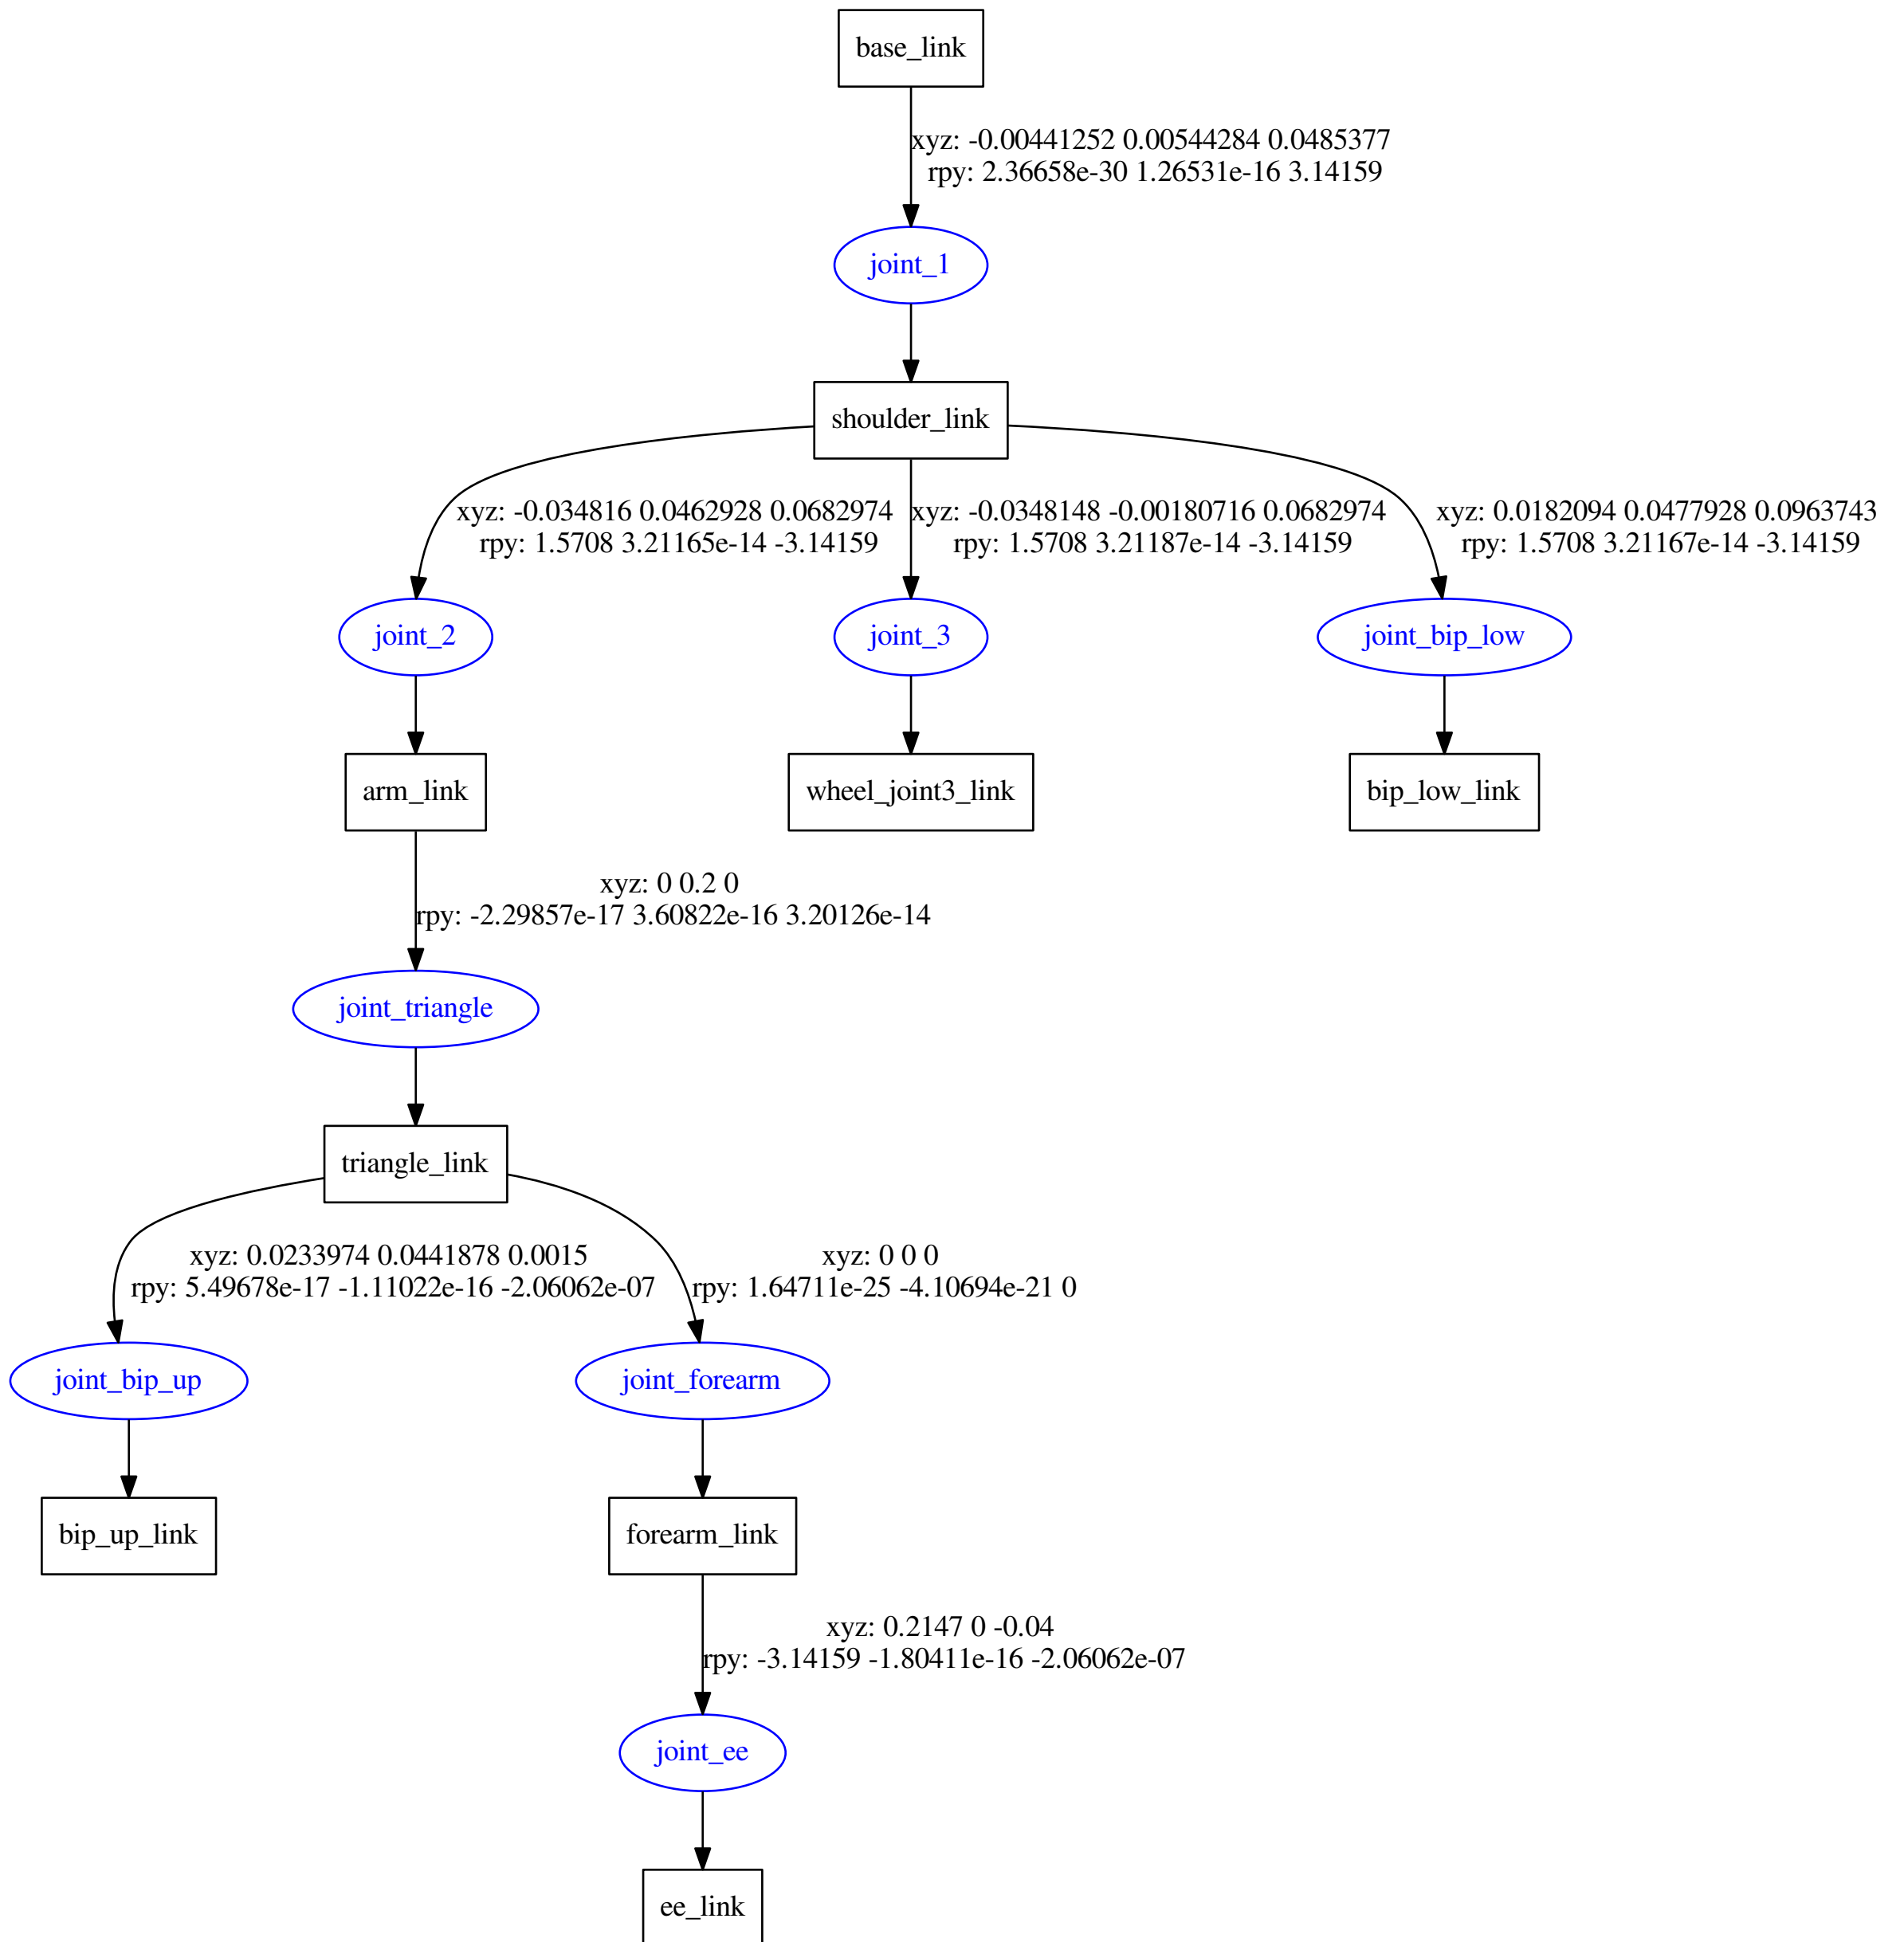 base_link
xyz: -0.00441252 0.00544284 0.0485377
rpy: 2.36658e-30 1.26531e-16 3.14159
joint_1
shoulder_link
xyz: -0.034816 0.0462928 0.0682974
rpy: 1.5708 3.21165e-14 -3.14159
xyz: -0.0348148 -0.00180716 0.0682974
rpy: 1.5708 3.21187e-14 -3.14159
xyz: 0.0182094 0.0477928 0.0963743
rpy: 1.5708 3.21167e-14 -3.14159
joint_2
joint_3
joint_bip_low
arm_link
wheel_joint3_link
bip_low_link
xyz: 0 0.2 0
rpy: -2.29857e-17 3.60822e-16 3.20126e-14
joint_triangle
triangle_link
xyz: 0.0233974 0.0441878 0.0015
rpy: 5.49678e-17 -1.11022e-16 -2.06062e-07
xyz: 0 0 0
rpy: 1.64711e-25 -4.10694e-21 0
joint_bip_up
joint_forearm
bip_up_link
forearm_link
xyz: 0.2147 0 -0.04
rpy: -3.14159 -1.80411e-16 -2.06062e-07
joint_ee
ee_link